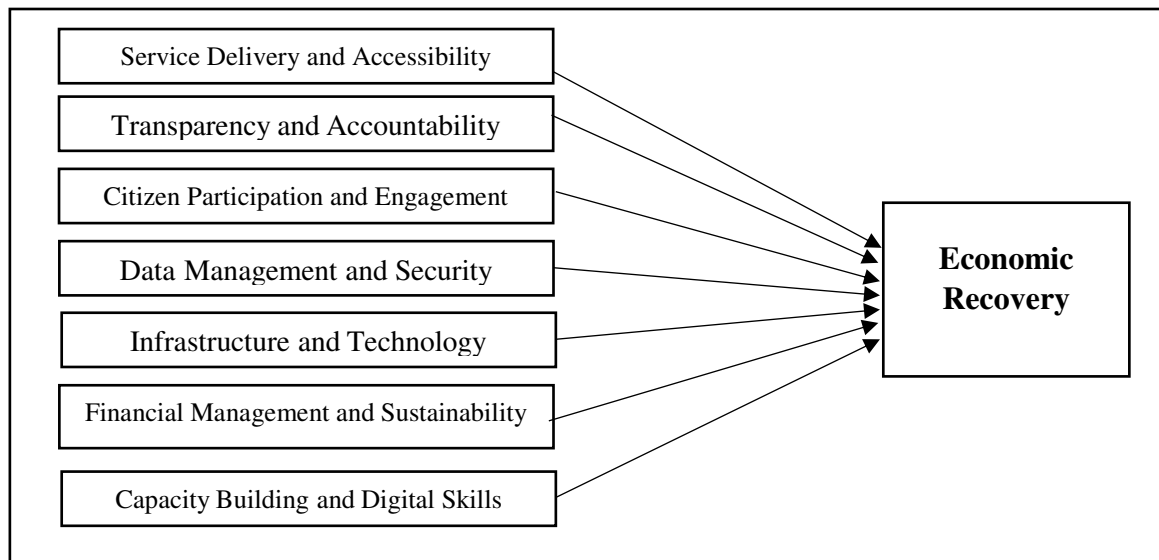 Service Delivery and Accessibility
Transparency and Accountability
Citizen Participation and Engagement
Data Management and Security
Infrastructure and Technology
Financial Management and Sustainability
Capacity Building and Digital Skills
Economic
Recovery